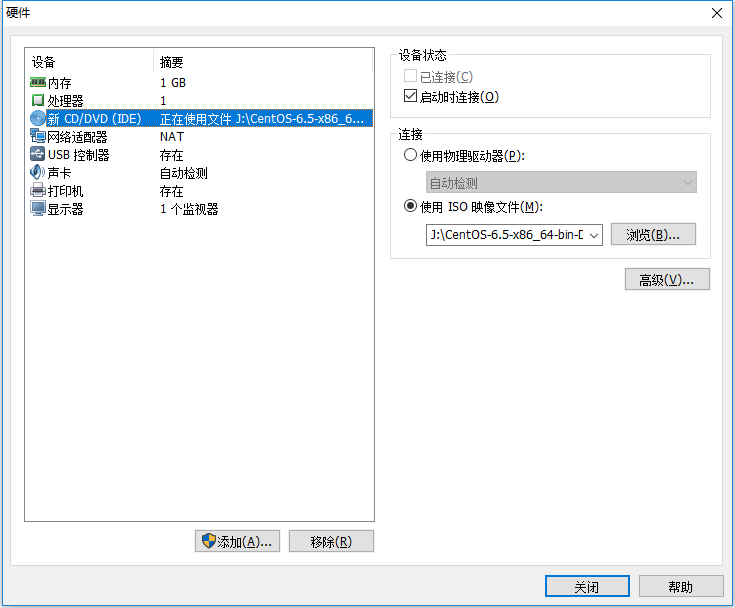 硬件
设备 摘要
内存 1 GB
处理器 1
新 CD/DVD (IDE) 正在使用文件 J:\CentOS-6.5-x86_6...
网络适配器 NAT
USB 控制器 存在
声卡 自动检测
打印机 存在
显示器 1 个监视器
添加(A)...
移除(R)
设备状态
已连接(C)
启动时连接(O)
连接
使用物理驱动器(P):
自动检测
使用 ISO 映像文件(M):
J:\CentOS-6.5-x86_64-bin-D
浏览(B)...
高级(V)...
关闭
帮助